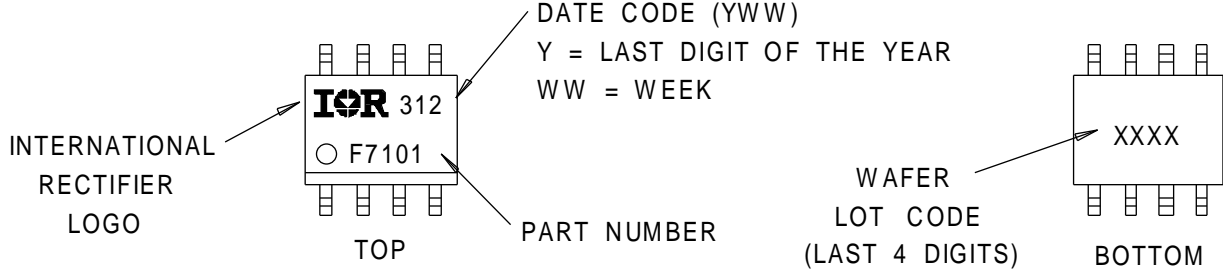 DATE CODE (YWW)
Y = LAST DIGIT OF THE YEAR
WW = WEEK
IOR 312
F7101
INTERNATIONAL
RECTIFIER
LOGO
TOP
PART NUMBER
XXXX
WAFER
LOT CODE
(LAST 4 DIGITS)
BOTTOM